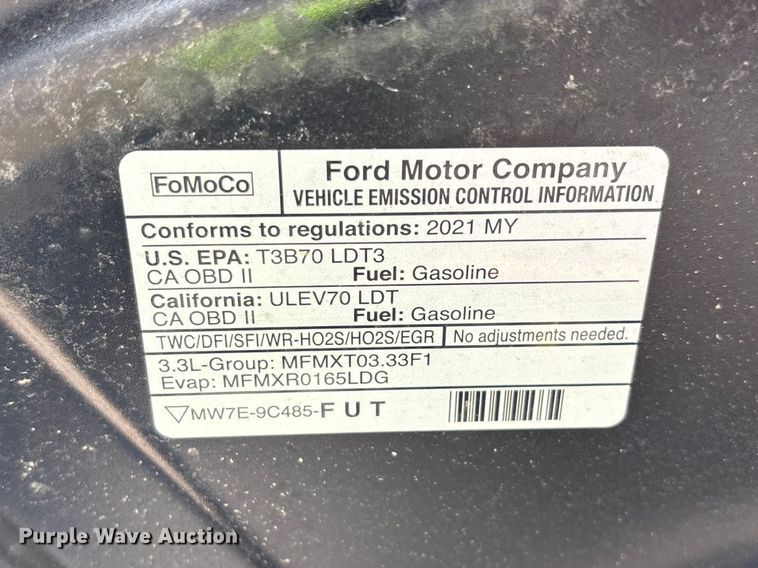 FoMoCo
Ford Motor Company
VEHICLE EMISSION CONTROL INFORMATION
Conforms to regulations: 2021 MY
U.S. EPA: T3B70 LDT3
CA OBD II Fuel: Gasoline
California: ULEV70 LDT
CA OBD II Fuel: Gasoline
TWC/DFI/SFI/WR-HO2S/HO2S/EGR No adjustments needed.
3.3L-Group: MFMXT03.33F1
Evap: MFMXR0165LDG
MW7E-9C485-F U T
Purple Wave Auction